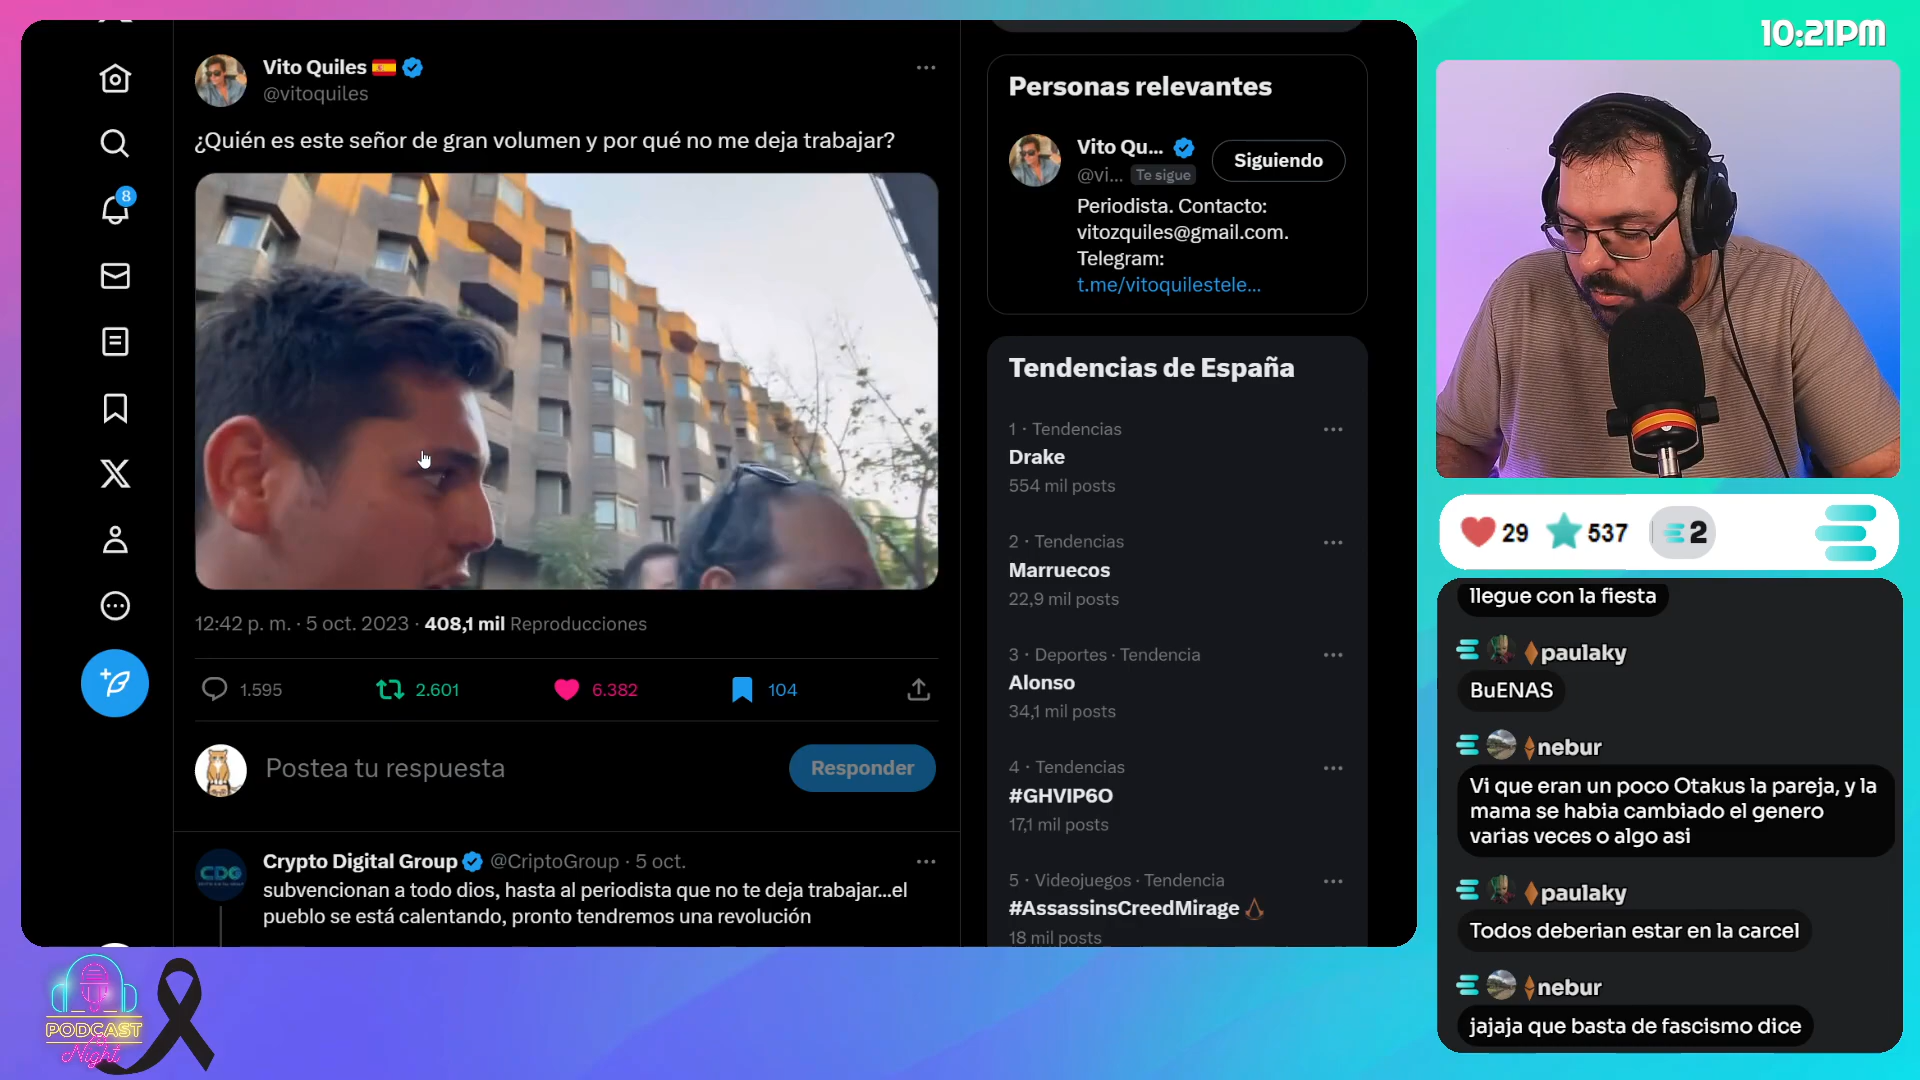 10:21PM
Vito Quiles
@vitoquiles
¿Quién es este señor de gran volumen y por qué no me deja trabajar?
12:42 p. m. · 5 oct. 2023 · 408,1 mil Reproducciones
1.595
2.601
6.382
104
Postea tu respuesta
Responder
Crypto Digital Group @CriptoGroup · 5 oct.
subvencionan a todo dios, hasta al periodista que no te deja trabajar...el
pueblo se está calentando, pronto tendremos una revolución
8
CDG
Personas relevantes
Vito Qu...
@vi... Te sigue
Siguiendo
Periodista. Contacto:
vitozquiles@gmail.com.
Telegram:
t.me/vitoquilestele...
Tendencias de España
1 · Tendencias
Drake
554 mil posts
2 · Tendencias
Marruecos
22,9 mil posts
3 · Deportes · Tendencia
Alonso
34,1 mil posts
4 · Tendencias
#GHVIP6O
17,1 mil posts
5 · Videojuegos · Tendencia
#AssassinsCreedMirage
18 mil posts
29 537 2
llegue con la fiesta
paulaky
BuENAS
nebur
Vi que eran un poco Otakus la pareja, y la
mama se habia cambiado el genero
varias veces o algo asi
paulaky
Todos deberian estar en la carcel
nebur
jajaja que basta de fascismo dice
PODCAST
Night